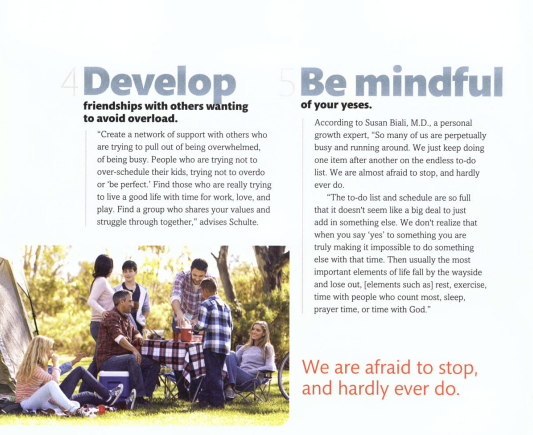 4 Develop
friendships with others wanting
to avoid overload.
“Create a network of support with others who
are trying to pull out of being overwhelmed,
of being busy. People who are trying not to
over-schedule their kids, trying not to overdo
or ‘be perfect.’ Find those who are really trying
to live a good life with time for work, love, and
play. Find a group who shares your values and
struggle through together,” advises Schulte.
5 Be mindful
of your yeses.
According to Susan Biali, M.D., a personal
growth expert, “So many of us are perpetually
busy and running around. We just keep doing
one item after another on the endless to-do
list. We are almost afraid to stop, and hardly
ever do.
“The to-do list and schedule are so full
that it doesn't seem like a big deal to just
add in something else. We don't realize that
when you say ‘yes’ to something you are
truly making it impossible to do something
else with that time. Then usually the most
important elements of life fall by the wayside
and lose out, [elements such as] rest, exercise,
time with people who count most, sleep,
prayer time, or time with God.”
We are afraid to stop,
and hardly ever do.